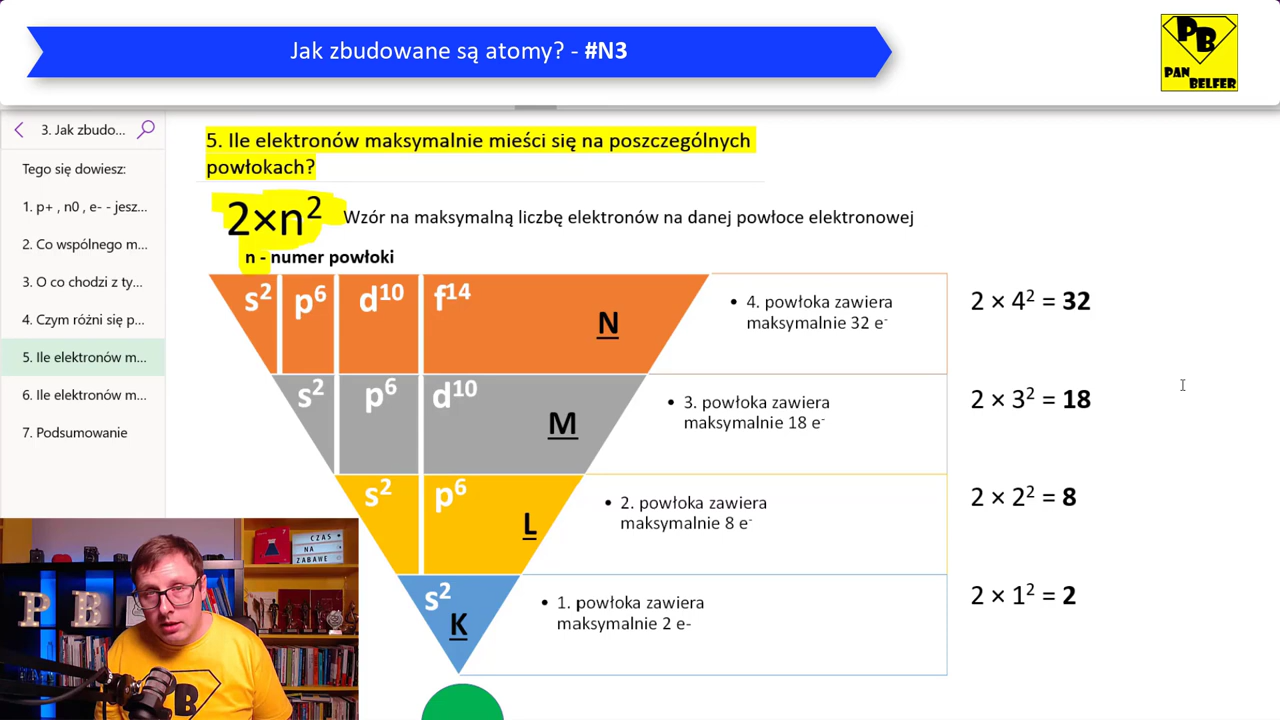 Jak zbudowane są atomy? - #N3
PB
PAN
BELFER
3. Jak zbudo...
Tego się dowiesz:
1. p+ , n0 , e- - jesz...
2. Co wspólnego m...
3. O co chodzi z ty...
4. Czym różni się p...
5. Ile elektronów m...
6. Ile elektronów m...
7. Podsumowanie
5. Ile elektronów maksymalnie mieści się na poszczególnych
powłokach?
2×n² Wzór na maksymalną liczbę elektronów na danej powłoce elektronowej
n - numer powłoki
s² p⁶ d¹⁰ f¹⁴ N
• 4. powłoka zawiera
maksymalnie 32 e⁻
2 × 4² = 32
s² p⁶ d¹⁰ M
• 3. powłoka zawiera
maksymalnie 18 e⁻
2 × 3² = 18
s² p⁶ L
• 2. powłoka zawiera
maksymalnie 8 e⁻
2 × 2² = 8
s² K
• 1. powłoka zawiera
maksymalnie 2 e-
2 × 1² = 2
CZAS
NA
ZABAWE
P B
PB